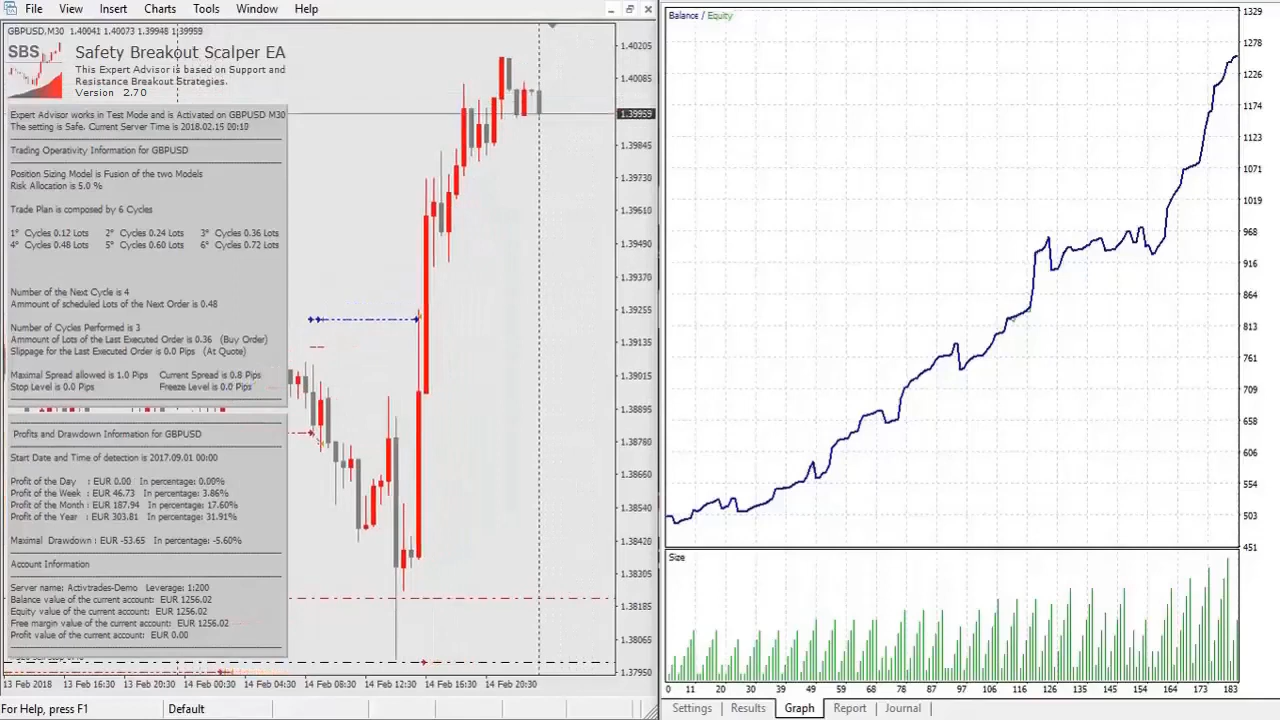 File View Insert Charts Tools Window Help
GBPUSD,M30 1.40041 1.40073 1.39948 1.39959
SBS
Safety Breakout Scalper EA
This Expert Advisor is based on Support and
Resistance Breakout Strategies.
Version 2.70
Expert Advisor works in Test Mode and is Activated on GBPUSD M30
The setting is Safe. Current Server Time is 2018.02.15 00:10
Trading Operativity Information for GBPUSD
Position Sizing Model is Fusion of the two Models
Risk Allocation is 5.0 %
Trade Plan is composed by 6 Cycles
1° Cycles 0.12 Lots 2° Cycles 0.24 Lots 3° Cycles 0.36 Lots
4° Cycles 0.48 Lots 5° Cycles 0.60 Lots 6° Cycles 0.72 Lots
Number of the Next Cycle is 4
Ammount of scheduled Lots of the Next Order is 0.48
Number of Cycles Performed is 3
Ammount of Lots of the Last Executed Order is 0.36 (Buy Order)
Slippage for the Last Executed Order is 0.0 Pips (At Quote)
Maximal Spread allowed is 1.0 Pips Current Spread is 0.8 Pips
Stop Level is 0.0 Pips Freeze Level is 0.0 Pips
Profits and Drawdown Information for GBPUSD
Start Date and Time of detection is 2017.09.01 00:00
Profit of the Day : EUR 0.00 In percentage: 0.00%
Profit of the Week : EUR 46.73 In percentage: 3.86%
Profit of the Month : EUR 187.94 In percentage: 17.60%
Profit of the Year : EUR 303.81 In percentage: 31.91%
Maximal Drawdown : EUR -53.65 In percentage: -5.60%
Account Information
Server name: Activtrades-Demo Leverage: 1:200
Balance value of the current account: EUR 1256.02
Equity value of the current account: EUR 1256.02
Free margin value of the current account: EUR 1256.02
Profit value of the current account: EUR 0.00
1.40205
1.40085
1.39959
1.39845
1.39730
1.39610
1.39490
1.39370
1.39255
1.39135
1.39015
1.38895
1.38760
1.38660
1.38540
1.38420
1.38305
1.38185
1.38065
1.37950
13 Feb 2018 13 Feb 16:30 13 Feb 20:30 14 Feb 00:30 14 Feb 04:30 14 Feb 08:30 14 Feb 12:30 14 Feb 16:30 14 Feb 20:30
For Help, press F1 Default
Balance / Equity
1329
1278
1226
1174
1123
1071
1019
968
916
864
813
761
709
658
606
554
503
451
Size
0 11 20 30 39 49 59 68 78 87 97 106 116 126 135 145 155 164 174 183
Settings Results Graph Report Journal